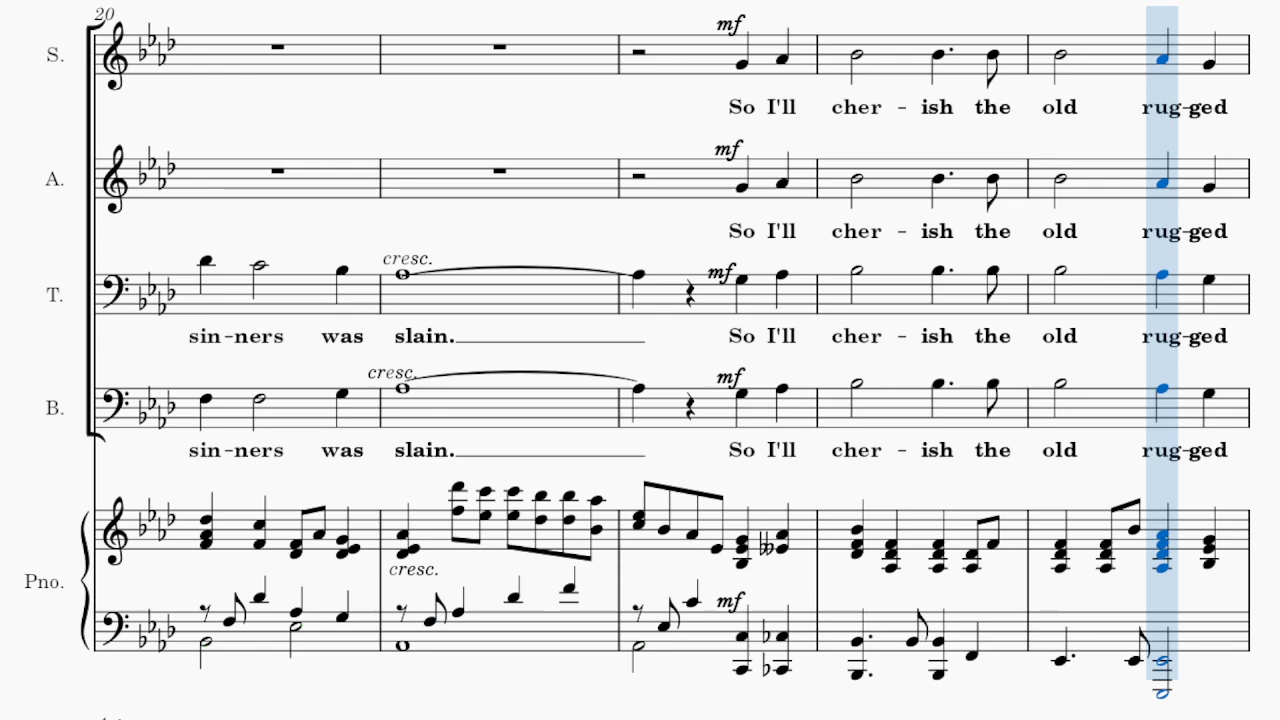 20
mf
S.
So I'll cher - ish the old rug-ged
mf
A.
So I'll cher - ish the old rug-ged
cresc.
mf
T.
sin-ners was slain. So I'll cher - ish the old rug-ged
cresc.
mf
B.
sin-ners was slain. So I'll cher - ish the old rug-ged
cresc.
Pno.
mf